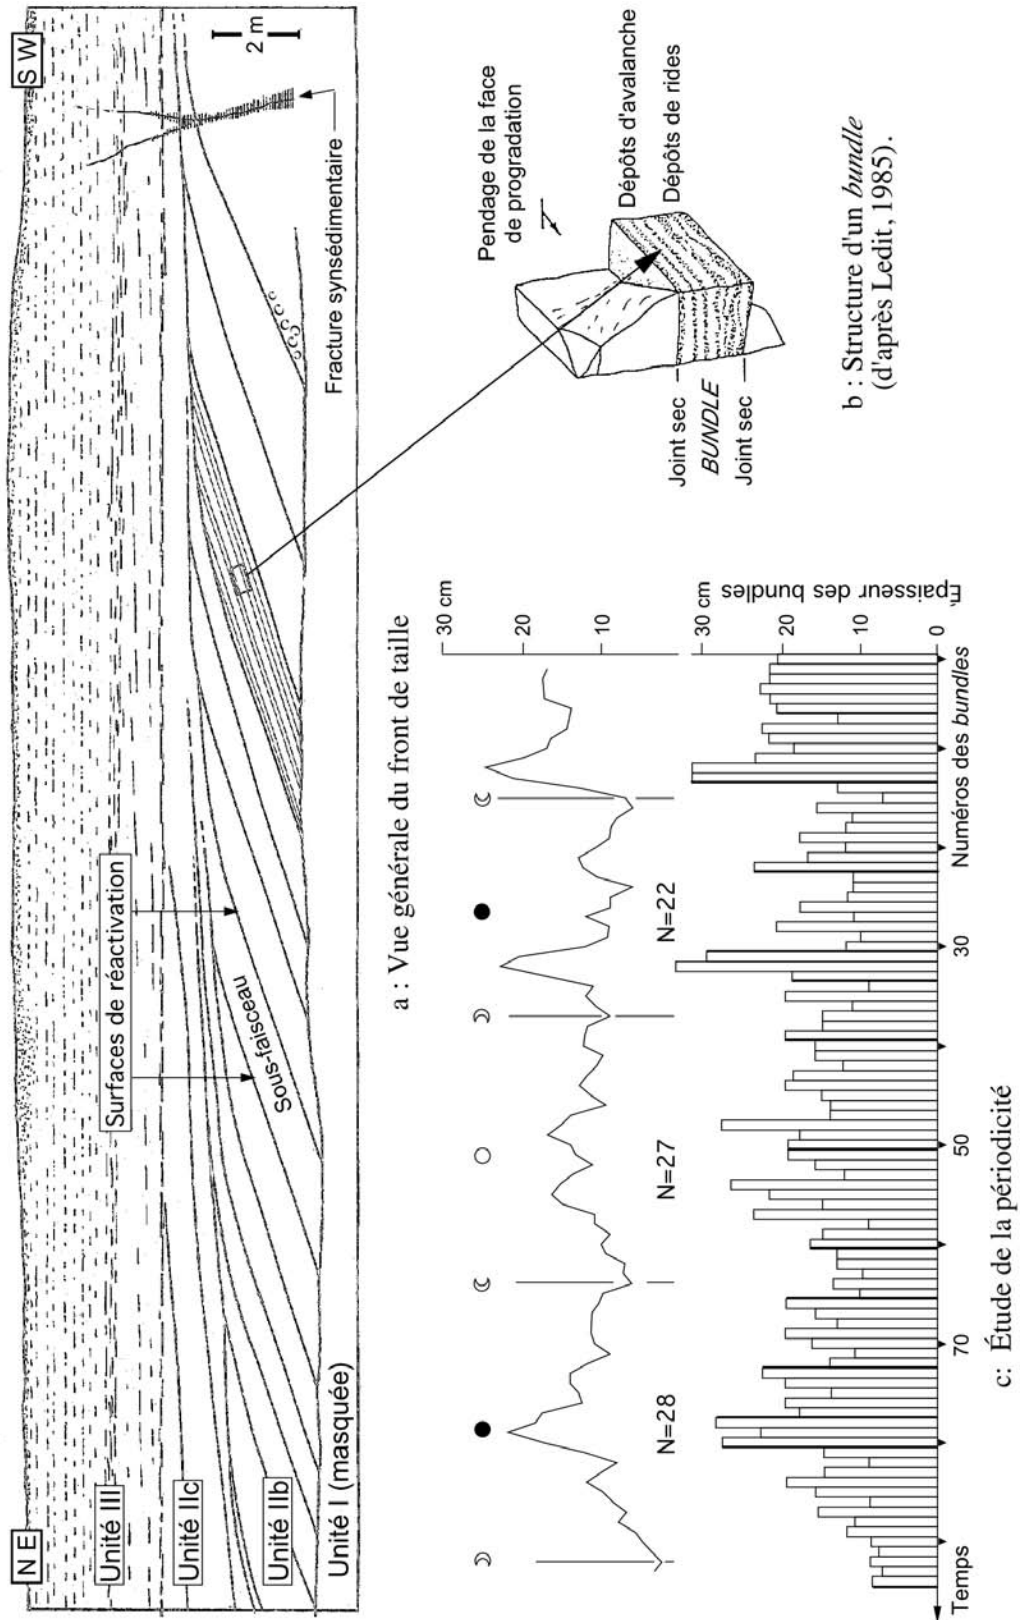 NE
SW
Unité III
Unité IIc
Unité IIb
Unité I (masquée)
Surfaces de réactivation
Sous-faisceau
2 m
Fracture synsédimentaire
a : Vue générale du front de taille
Pendage de la face
de progradation
Dépôts d'avalanche
Dépôts de rides
Joint sec
BUNDLE
Joint sec
b : Structure d'un bundle
(d'après Ledit, 1985).
30 cm
20
10
N=28
N=27
N=22
30 cm
20
10
0
Épaisseur des bundles
Temps
70
50
30
Numéros des bundles
c: Étude de la périodicité